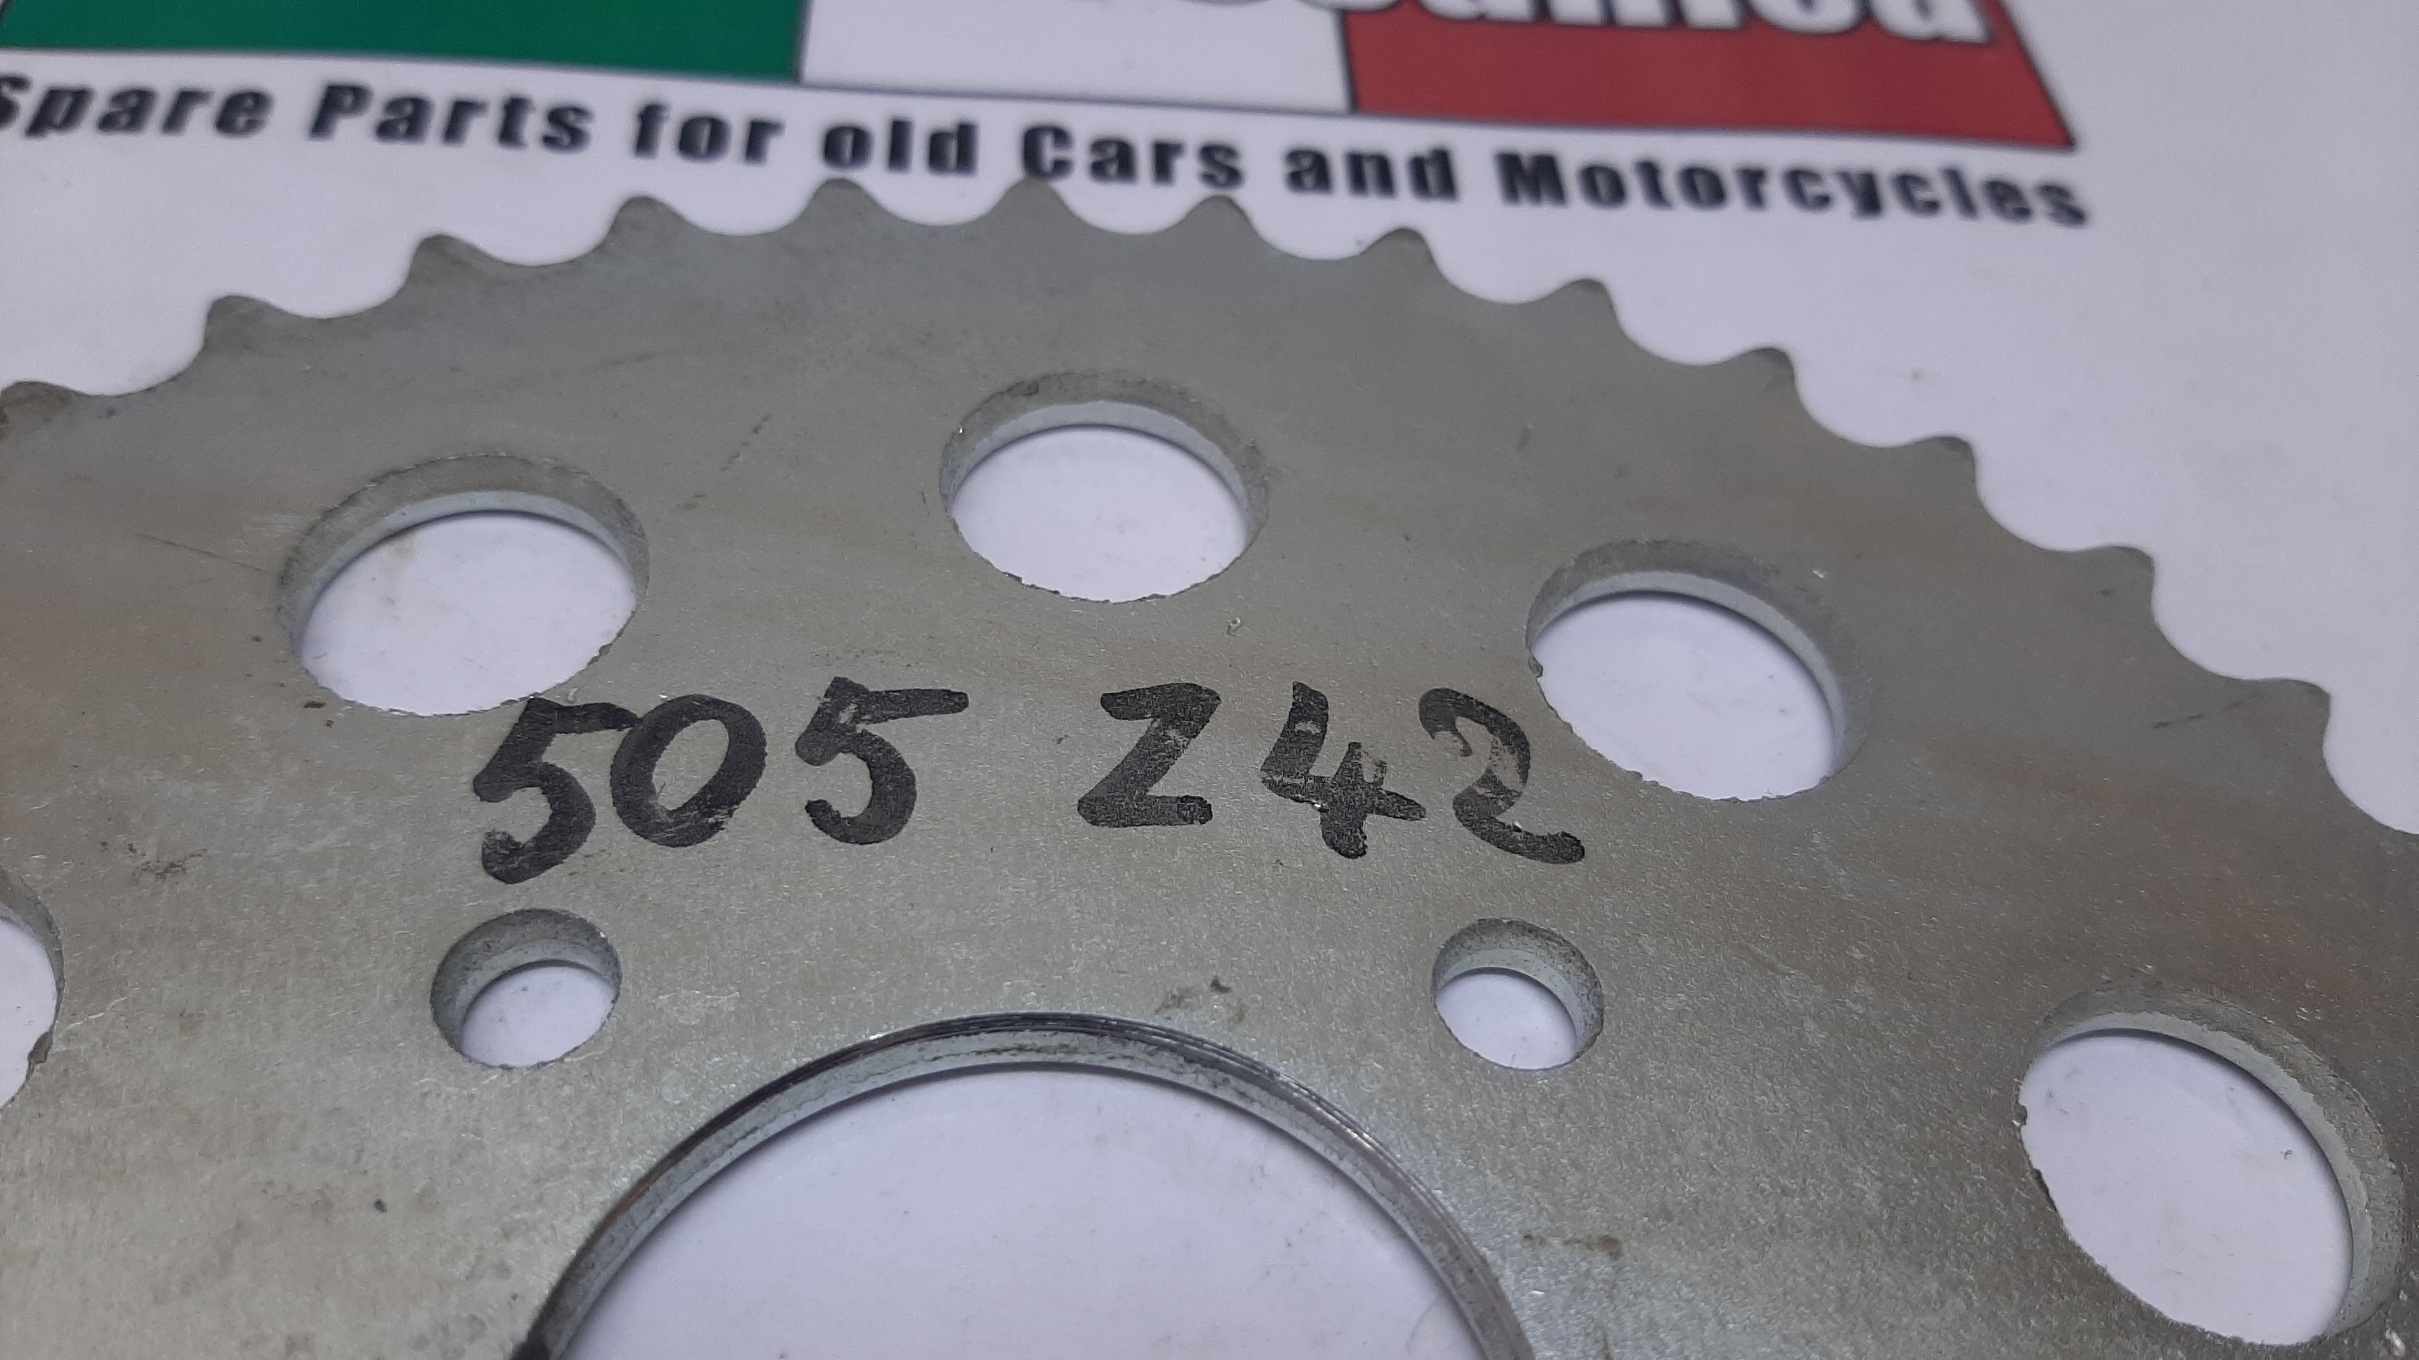 Spare Parts for old Cars and Motorcycles
505 Z42